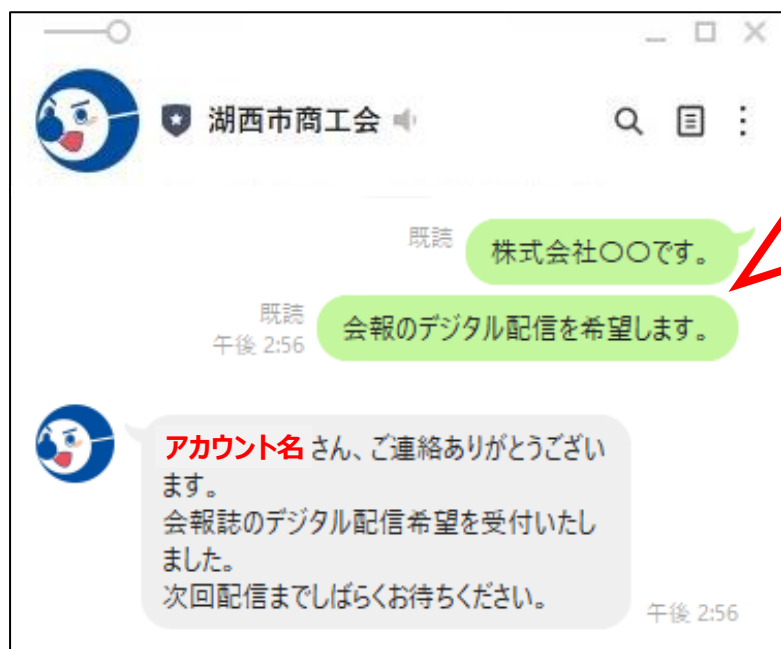 湖西市商工会
既読
株式会社〇〇です。
既読
午後 2:56
会報のデジタル配信を希望します。
アカウント名 さん、ご連絡ありがとうござい
ます。
会報誌のデジタル配信希望を受付いたし
ました。
次回配信までしばらくお待ちください。
午後 2:56